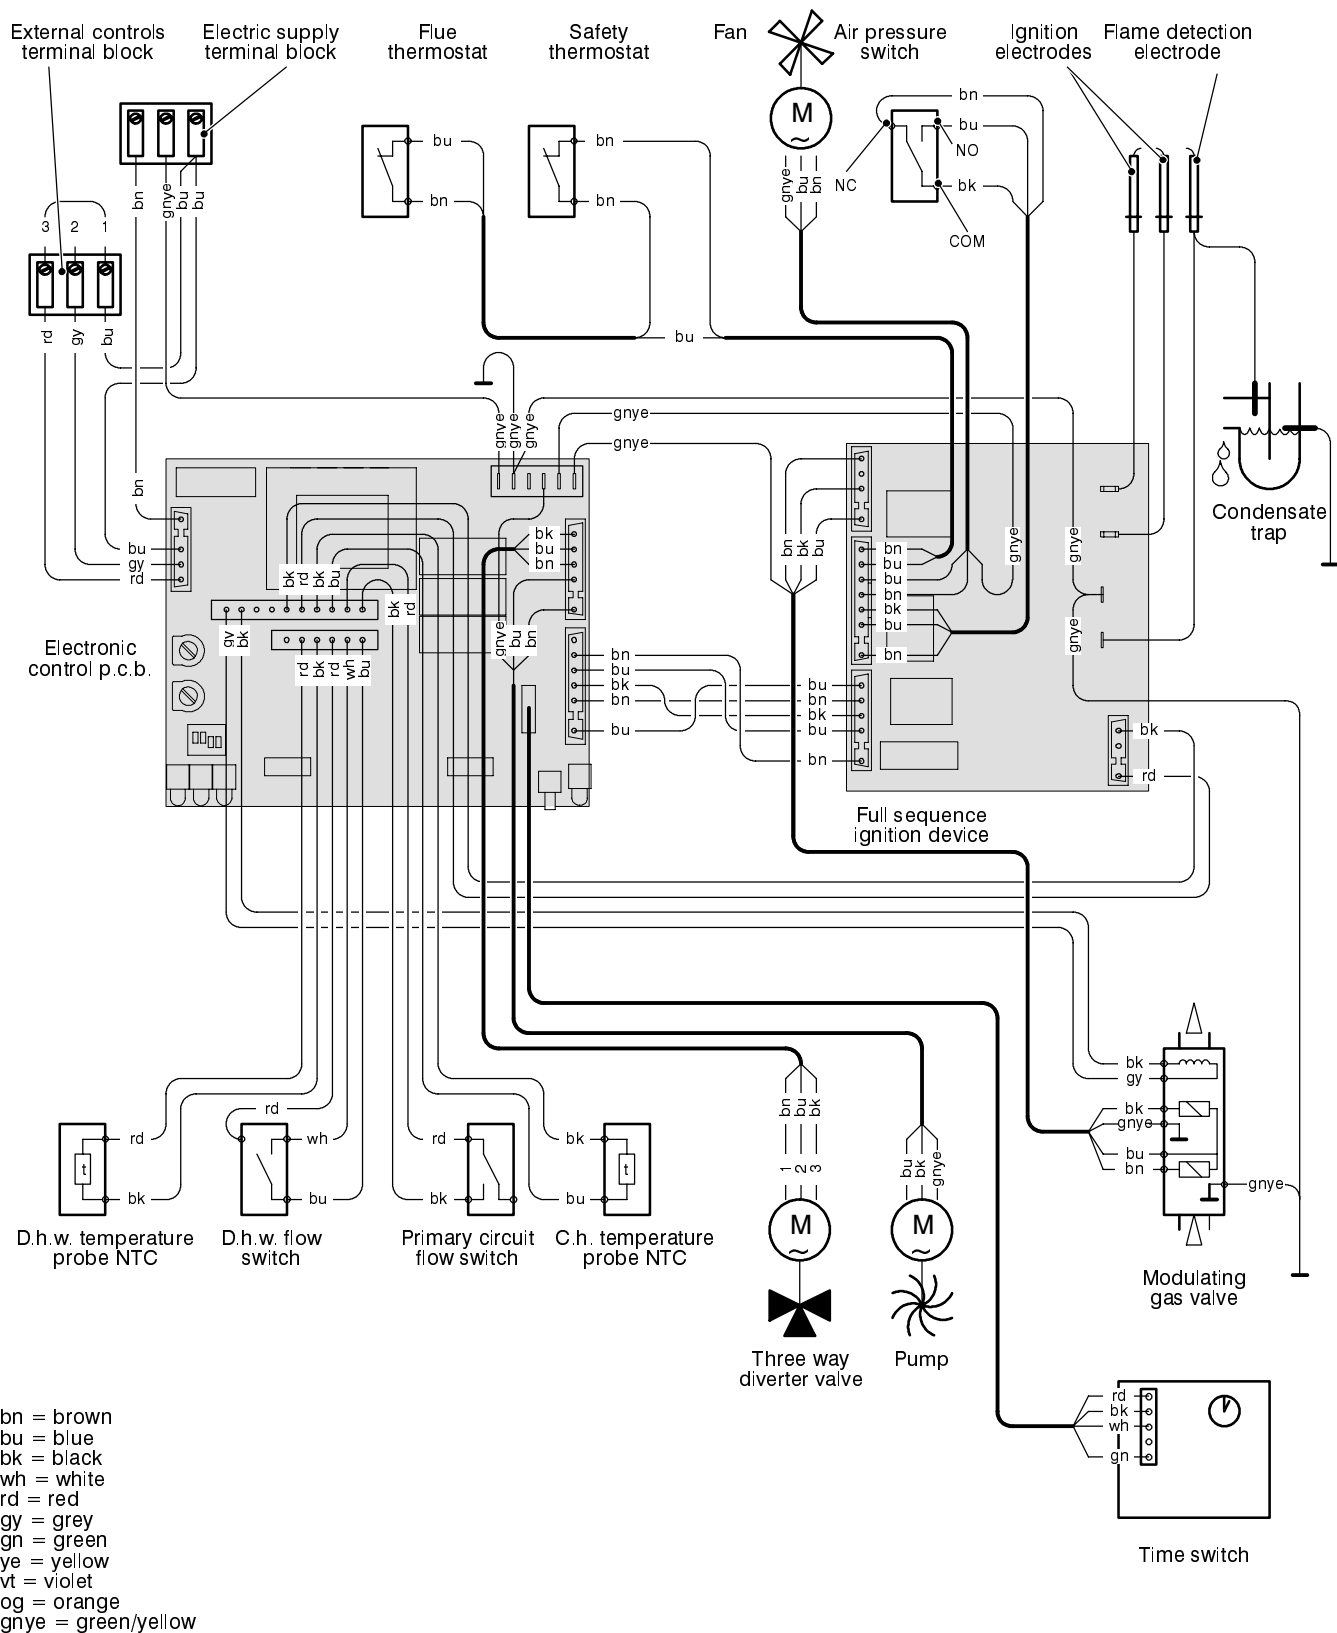 External controls
terminal block
Electric supply
terminal block
Flue
thermostat
Safety
thermostat
Fan
Air pressure
switch
Ignition
electrodes
Flame detection
electrode
M
bn
bu
NO
bk
NC
COM
bu
bn
bn
bn
gnye
bu
bn
bn
gnye
bu
bu
3
2
1
rd
gy
bu
bu
gnye
gnye
gnye
gnye
gnye
Condensate
trap
bn
bu
gy
rd
bk
bu
bn
bk
rd
bk
bu
bk
rd
gy
bk
rd
bk
rd
wh
bu
gnye
bu
bn
bn
bk
bu
bn
bu
bu
bn
bk
bu
bn
gnye
gnye
gnye
Electronic
control p.c.b.
bn
bu
bk
bn
bu
bu
bn
bk
bu
bn
bk
rd
Full sequence
ignition device
rd
bk
t
rd
wh
bu
rd
bk
bk
bu
t
bn
bu
bk
1
2
3
M
bu
bk
gnye
M
bk
gy
bk
gnye
bu
bn
gnye
D.h.w. temperature
probe NTC
D.h.w. flow
switch
Primary circuit
flow switch
C.h. temperature
probe NTC
Three way
diverter valve
Pump
Modulating
gas valve
rd
bk
wh
gn
Time switch
bn = brown
bu = blue
bk = black
wh = white
rd = red
gy = grey
gn = green
ye = yellow
vt = violet
og = orange
gnye = green/yellow